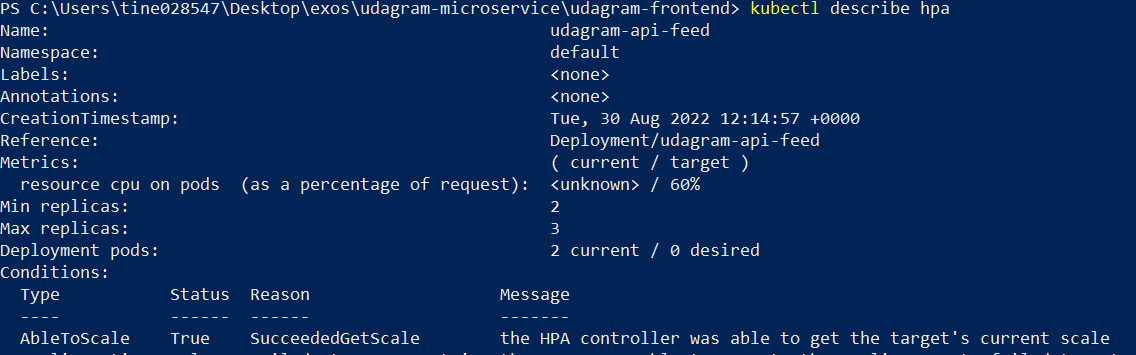 PS C:\Users\tine028547\Desktop\exos\udagram-microservice\udagram-frontend> kubectl describe hpa
Name: udagram-api-feed
Namespace: default
Labels: <none>
Annotations: <none>
CreationTimestamp: Tue, 30 Aug 2022 12:14:57 +0000
Reference: Deployment/udagram-api-feed
Metrics: ( current / target )
resource cpu on pods (as a percentage of request): <unknown> / 60%
Min replicas: 2
Max replicas: 3
Deployment pods: 2 current / 0 desired
Conditions:
Type Status Reason Message
---- ------ ------ -------
AbleToScale True SucceededGetScale the HPA controller was able to get the target's current scale